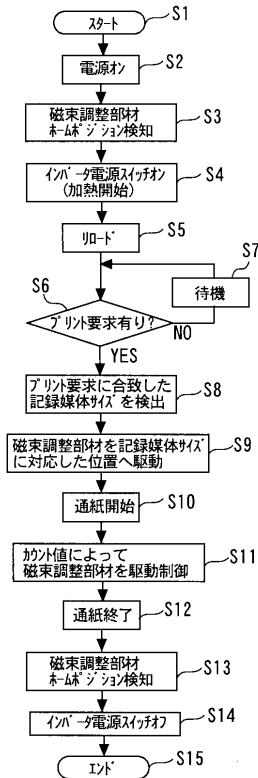 スタート S1
電源オン S2
磁束調整部材
ホームポジション検知 S3
インバータ電源スイッチオン
(加熱開始) S4
リロード S5
プリント要求有り? S6
待機 S7
NO
YES
プリント要求に合致した
記録媒体サイズを検出 S8
磁束調整部材を記録媒体サイズ
に対応した位置へ駆動 S9
通紙開始 S10
カウント値によって
磁束調整部材を駆動制御 S11
通紙終了 S12
磁束調整部材
ホームポジション検知 S13
インバータ電源スイッチオフ S14
エンド S15